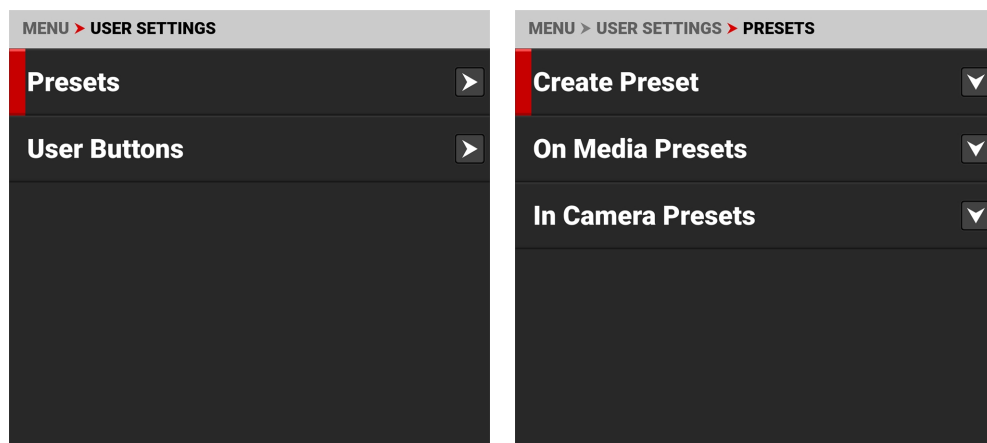 MENU > USER SETTINGS
Presets
User Buttons
MENU > USER SETTINGS > PRESETS
Create Preset
On Media Presets
In Camera Presets